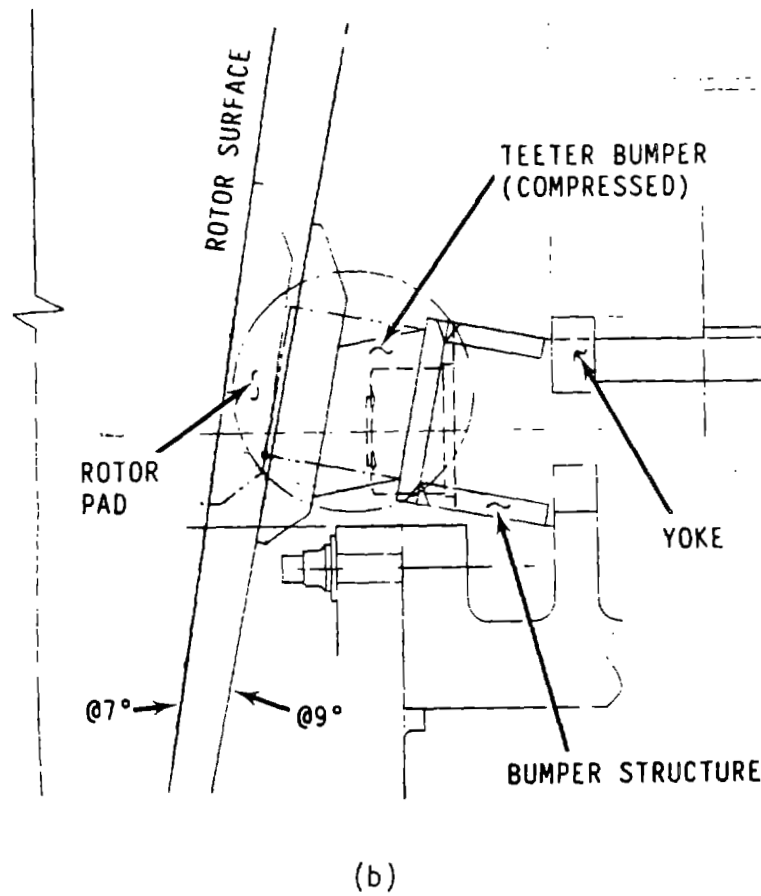 ROTOR SURFACE
TEETER BUMPER
(COMPRESSED)
ROTOR
PAD
YOKE
@7°
@9°
BUMPER STRUCTURE
(b)